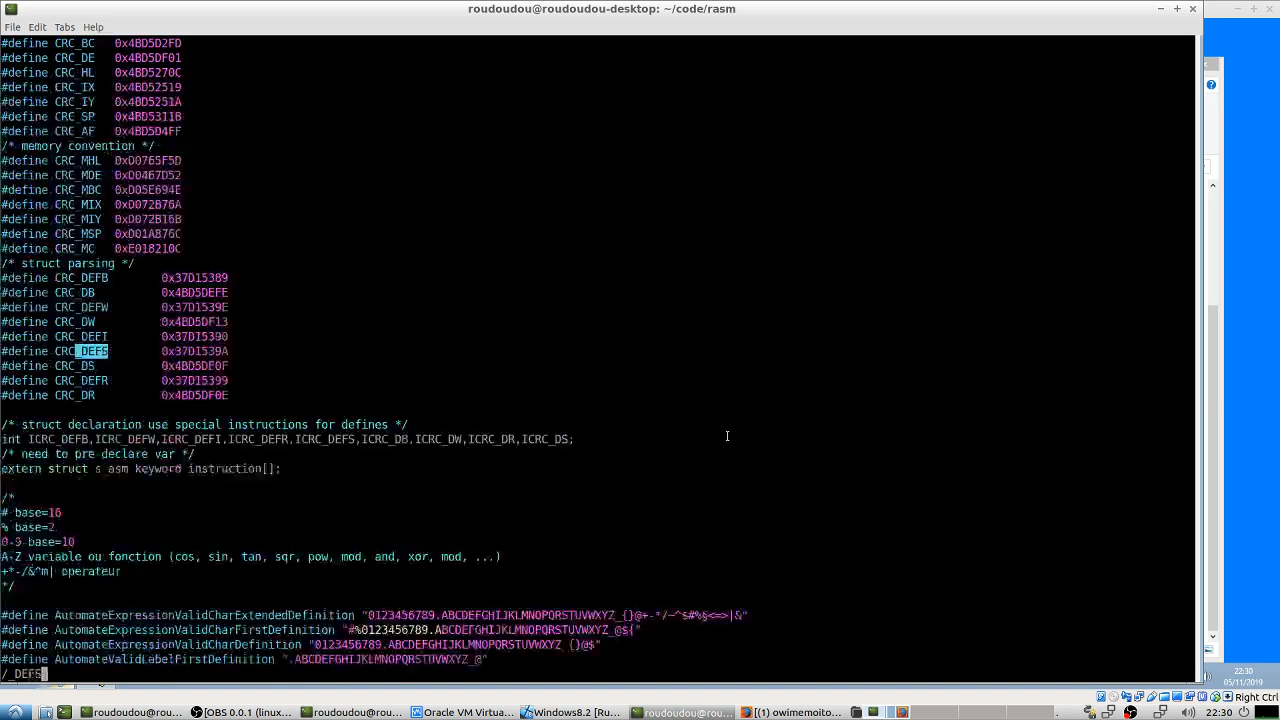 roudoudou@roudoudou-desktop: ~/code/rasm
File Edit Tabs Help
#define CRC_BC 0x4BD5D2FD
#define CRC_DE 0x4BD5DF01
#define CRC_HL 0x4BD5270C
#define CRC_IX 0x4BD52519
#define CRC_IY 0x4BD5251A
#define CRC_SP 0x4BD5311B
#define CRC_AF 0x4BD5D4FF
/* memory convention */
#define CRC_MHL 0xD0765F5D
#define CRC_MDE 0xD0467D52
#define CRC_MBC 0xD05E694E
#define CRC_MIX 0xD072B76A
#define CRC_MIY 0xD072B16B
#define CRC_MSP 0xD01A876C
#define CRC_MC 0xE018210C
/* struct parsing */
#define CRC_DEFB 0x37D15389
#define CRC_DB 0x4BD5DEFE
#define CRC_DEFW 0x37D1539E
#define CRC_DW 0x4BD5DF13
#define CRC_DEFI 0x37D15390
#define CRC_DEFS 0x37D1539A
#define CRC_DS 0x4BD5DF0F
#define CRC_DEFR 0x37D15399
#define CRC_DR 0x4BD5DF0E
/* struct declaration use special instructions for defines */
int ICRC_DEFB,ICRC_DEFW,ICRC_DEFI,ICRC_DEFR,ICRC_DEFS,ICRC_DB,ICRC_DW,ICRC_DR,ICRC_DS;
/* need to pre-declare var */
extern struct s_asm_keyword instruction[];
/*
# base=16
% base=2
0-9 base=10
A-Z variable ou fonction (cos, sin, tan, sqr, pow, mod, and, xor, mod, ...)
+*-/&^m| operateur
*/
#define AutomateExpressionValidCharExtendedDefinition "0123456789.ABCDEFGHIJKLMNOPQRSTUVWXYZ_{}@+-*/~^$#%§<=>|&"
#define AutomateExpressionValidCharFirstDefinition "#%0123456789.ABCDEFGHIJKLMNOPQRSTUVWXYZ_@${"
#define AutomateExpressionValidCharDefinition "0123456789.ABCDEFGHIJKLMNOPQRSTUVWXYZ_{}@$"
#define AutomateValidLabelFirstDefinition ".ABCDEFGHIJKLMNOPQRSTUVWXYZ_@"
/_DEFS
22:30
05/11/2019
Right Ctrl
roudoudou@rou... [OBS 0.0.1 (linux... roudoudou@rou... Oracle VM Virtua... Windows8.2 [Ru... roudoudou@rou... [(1) owimemoito... 22:30